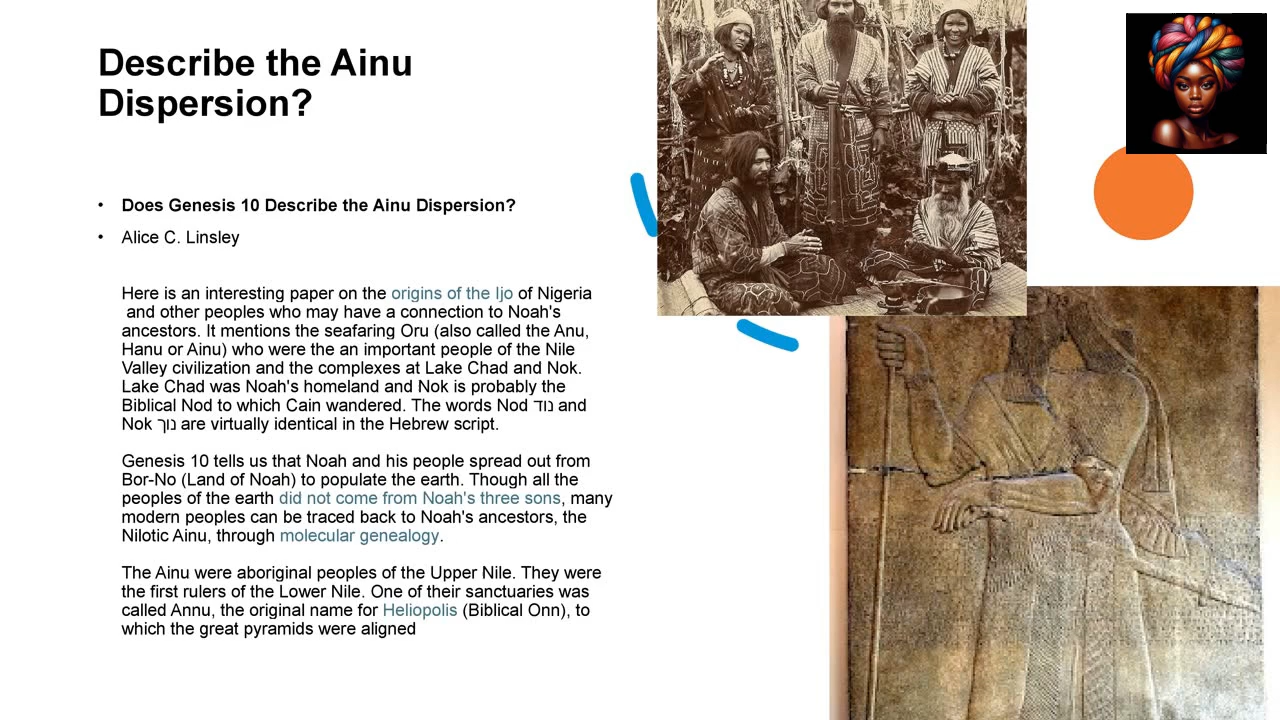 Describe the Ainu
Dispersion?
• Does Genesis 10 Describe the Ainu Dispersion?
• Alice C. Linsley
Here is an interesting paper on the origins of the Ijo of Nigeria
and other peoples who may have a connection to Noah's
ancestors. It mentions the seafaring Oru (also called the Anu,
Hanu or Ainu) who were the an important people of the Nile
Valley civilization and the complexes at Lake Chad and Nok.
Lake Chad was Noah's homeland and Nok is probably the
Biblical Nod to which Cain wandered. The words Nod נוד and
Nok נוך are virtually identical in the Hebrew script.
Genesis 10 tells us that Noah and his people spread out from
Bor-No (Land of Noah) to populate the earth. Though all the
peoples of the earth did not come from Noah's three sons, many
modern peoples can be traced back to Noah's ancestors, the
Nilotic Ainu, through molecular genealogy.
The Ainu were aboriginal peoples of the Upper Nile. They were
the first rulers of the Lower Nile. One of their sanctuaries was
called Annu, the original name for Heliopolis (Biblical Onn), to
which the great pyramids were aligned